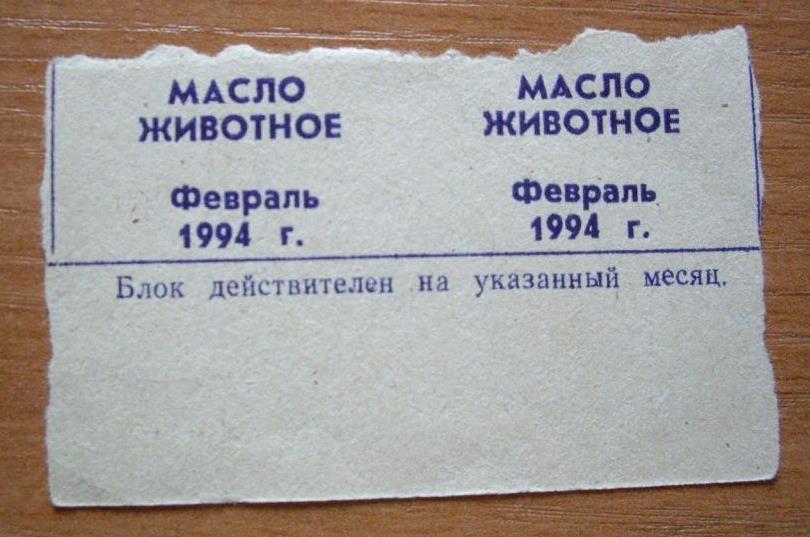 МАСЛО
ЖИВОТНОЕ
Февраль
1994 г.
МАСЛО
ЖИВОТНОЕ
Февраль
1994 г.
Блок действителен на указанный месяц.